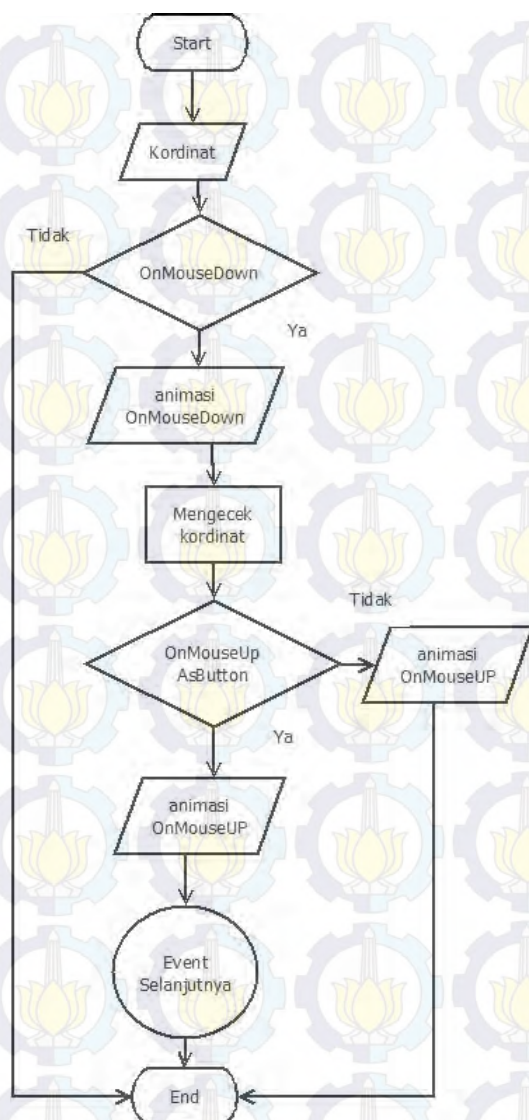 Start
Kordinat
Tidak
OnMouseDown
Ya
animasi
OnMouseDown
Mengecek
kordinat
Tidak
OnMouseUp
AsButton
animasi
OnMouseUP
Ya
animasi
OnMouseUP
Event
Selanjutnya
End